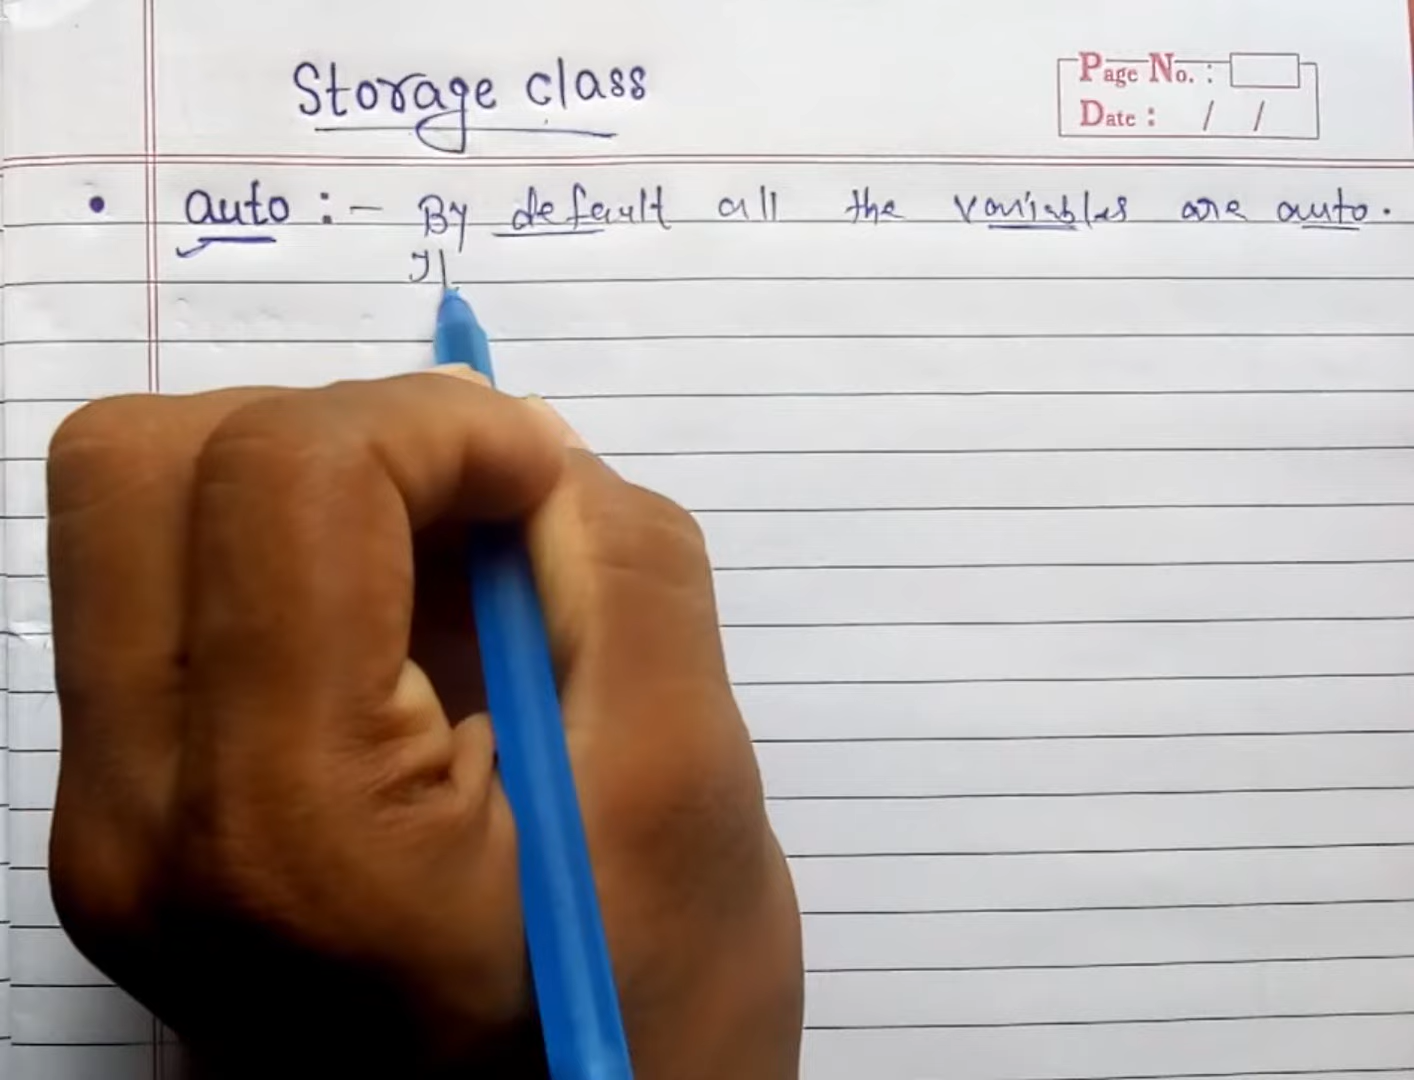 Storage class
Page No. :
Date : / /
• auto :- By default all the variables are auto.